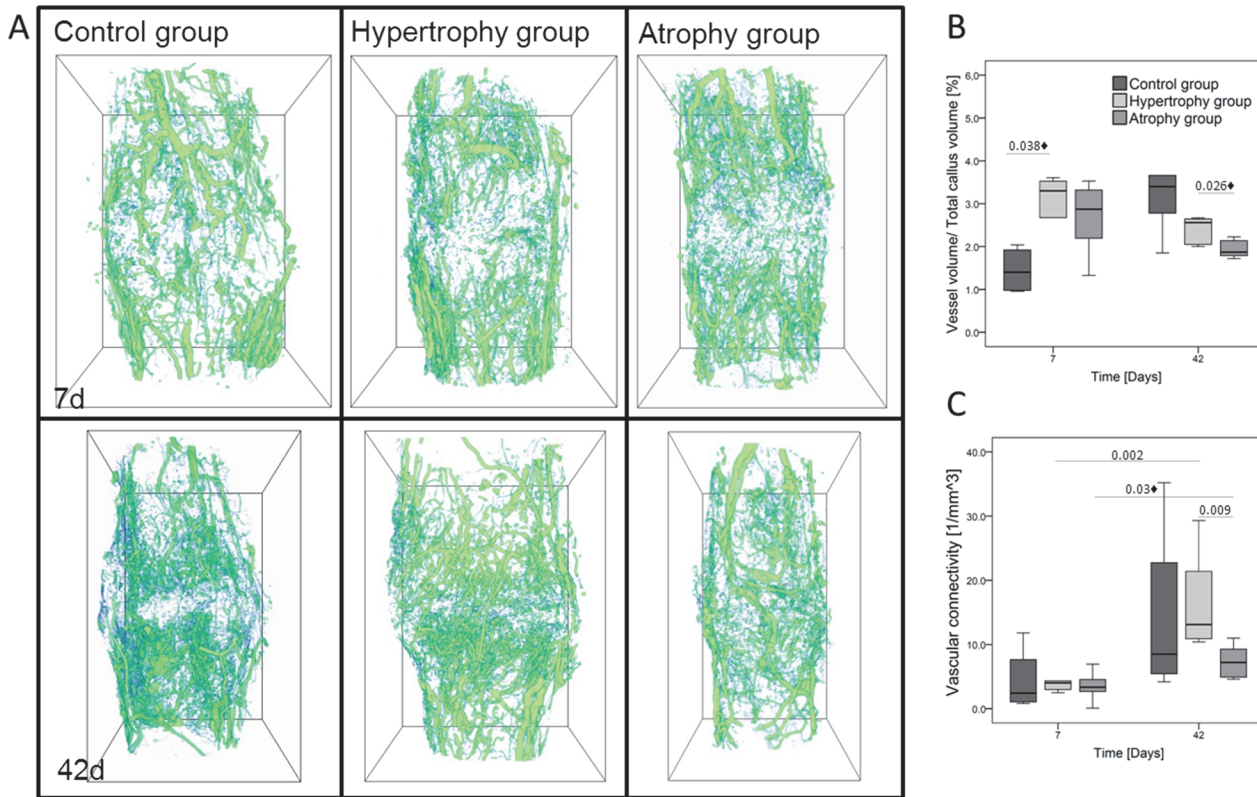 A
Control group
Hypertrophy group
Atrophy group
7d
42d
B
Vessel volume/ Total callus volume [%]
6,0
5.0
4.0
3.0
2.0
1.0
0.0
Control group
Hypertrophy group
Atrophy group
0.038♦
0.026♦
7
42
Time [Days]
C
Vascular connectivity [1/mm^3]
40.0
30.0
20.0
10.0
0.0
0.002
0.03♦
0.009
7
42
Time [Days]